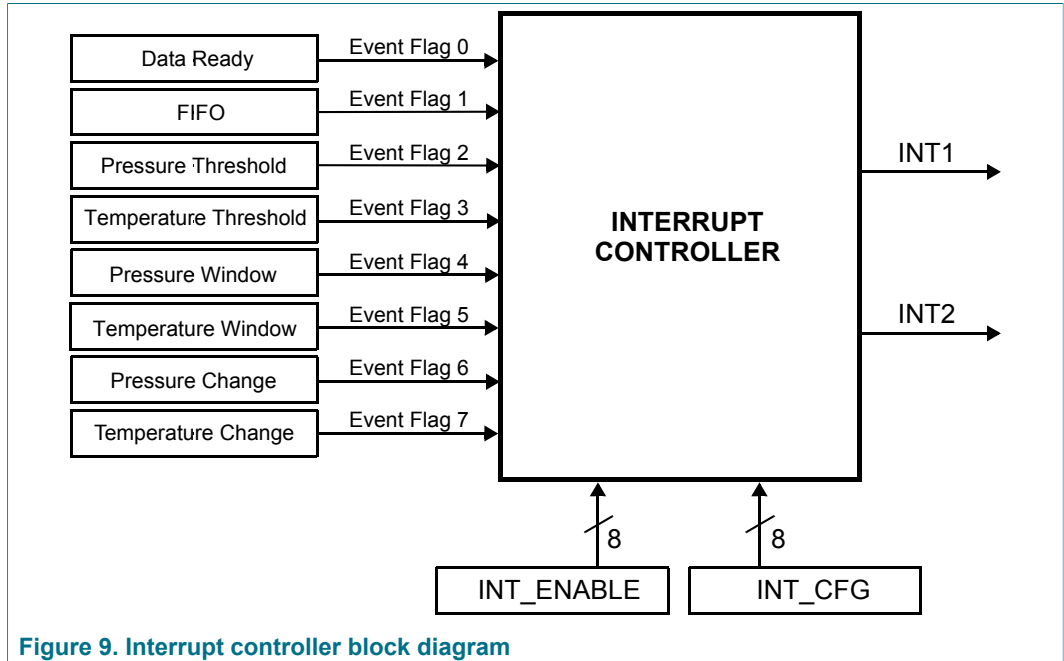 Data Ready
Event Flag 0
FIFO
Event Flag 1
Pressure Threshold
Event Flag 2
Temperature Threshold
Event Flag 3
Pressure Window
Event Flag 4
Temperature Window
Event Flag 5
Pressure Change
Event Flag 6
Temperature Change
Event Flag 7
INTERRUPT
CONTROLLER
INT1
INT2
8
8
INT_ENABLE
INT_CFG
Figure 9. Interrupt controller block diagram